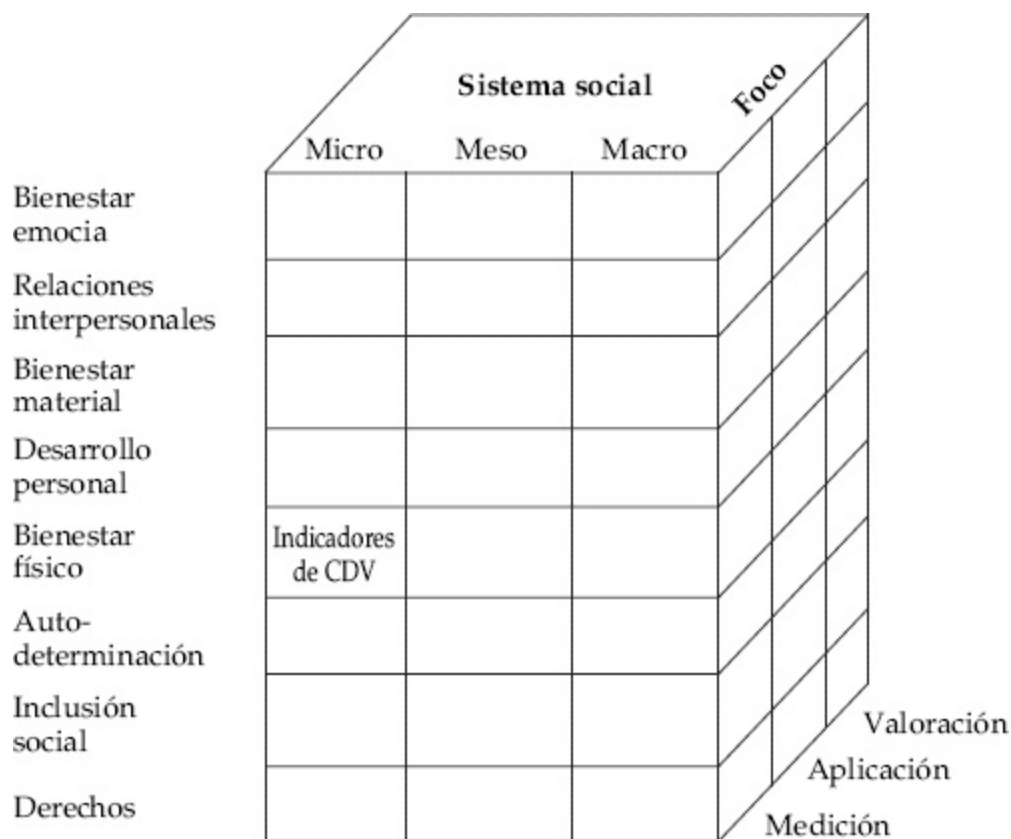 Sistema social
Foco
Micro Meso Macro
Bienestar
emocia
Relaciones
interpersonales
Bienestar
material
Desarrollo
personal
Bienestar
físico
Indicadores
de CDV
Auto-
determinación
Inclusión
social
Derechos
Valoración
Aplicación
Medición